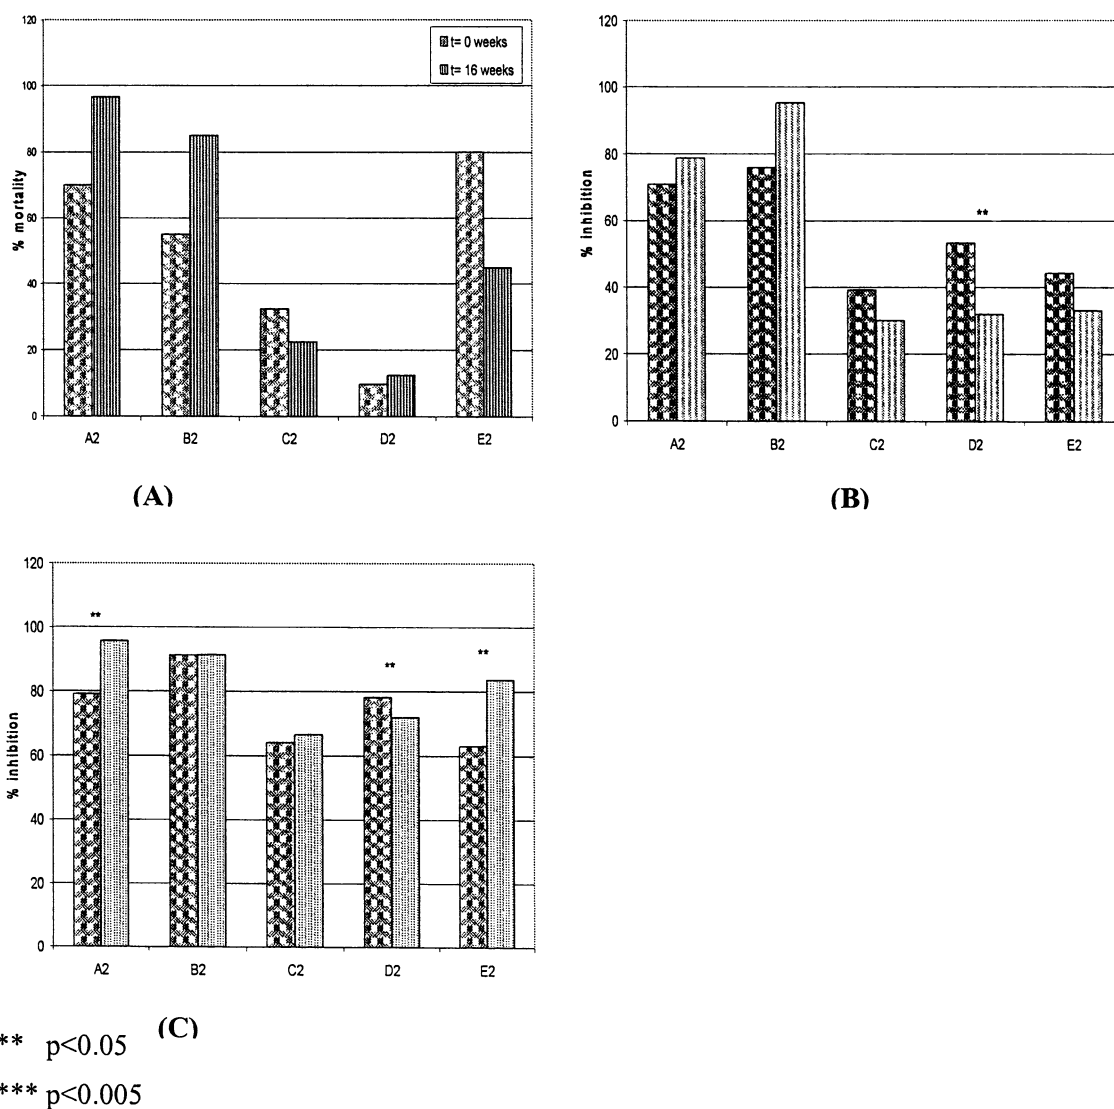 120
100
80
60
40
20
0
% mortality
t= 0 weeks
t= 16 weeks
A2
B2
C2
D2
E2
(A)
120
100
80
60
40
20
0
% inhibition
**
A2
B2
C2
D2
E2
(B)
120
100
80
60
40
20
0
% inhibition
**
**
**
A2
B2
C2
D2
E2
(C)
** p<0.05
*** p<0.005